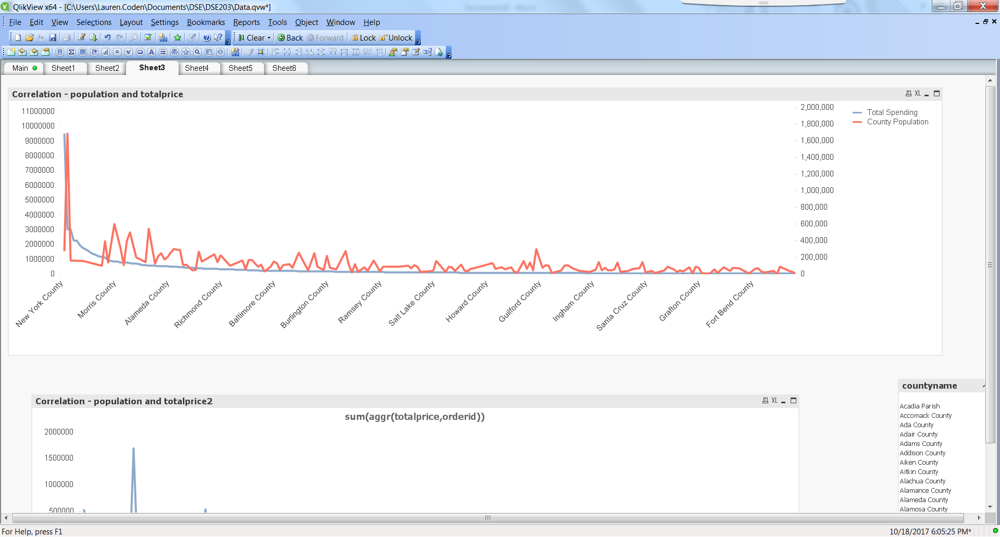 QlikView x64 - [C:\Users\Lauren.Coden\Documents\DSE\DSE203\Data.qvw*]
File Edit View Selections Layout Settings Bookmarks Reports Tools Object Window Help
Clear Back Forward Lock Unlock
Main Sheet1 Sheet2 Sheet3 Sheet4 Sheet5 Sheet6
Correlation - population and totalprice
XL
11000000
10000000
9000000
8000000
7000000
6000000
5000000
4000000
3000000
2000000
1000000
0
2,000,000
1,800,000
1,600,000
1,400,000
1,200,000
1,000,000
800,000
600,000
400,000
200,000
0
Total Spending
County Population
New York County
Morris County
Alameda County
Richmond County
Baltimore County
Burlington County
Ramsey County
Salt Lake County
Howard County
Guilford County
Ingham County
Santa Cruz County
Grafton County
Fort Bend County
Correlation - population and totalprice2
XL
sum(aggr(totalprice,orderid))
2000000
1500000
1000000
500000
countyname
Acadia Parish
Accomack County
Ada County
Adair County
Adams County
Addison County
Aiken County
Aitkin County
Alachua County
Alamance County
Alameda County
Alamosa County
For Help, press F1
10/18/2017 6:05:25 PM*